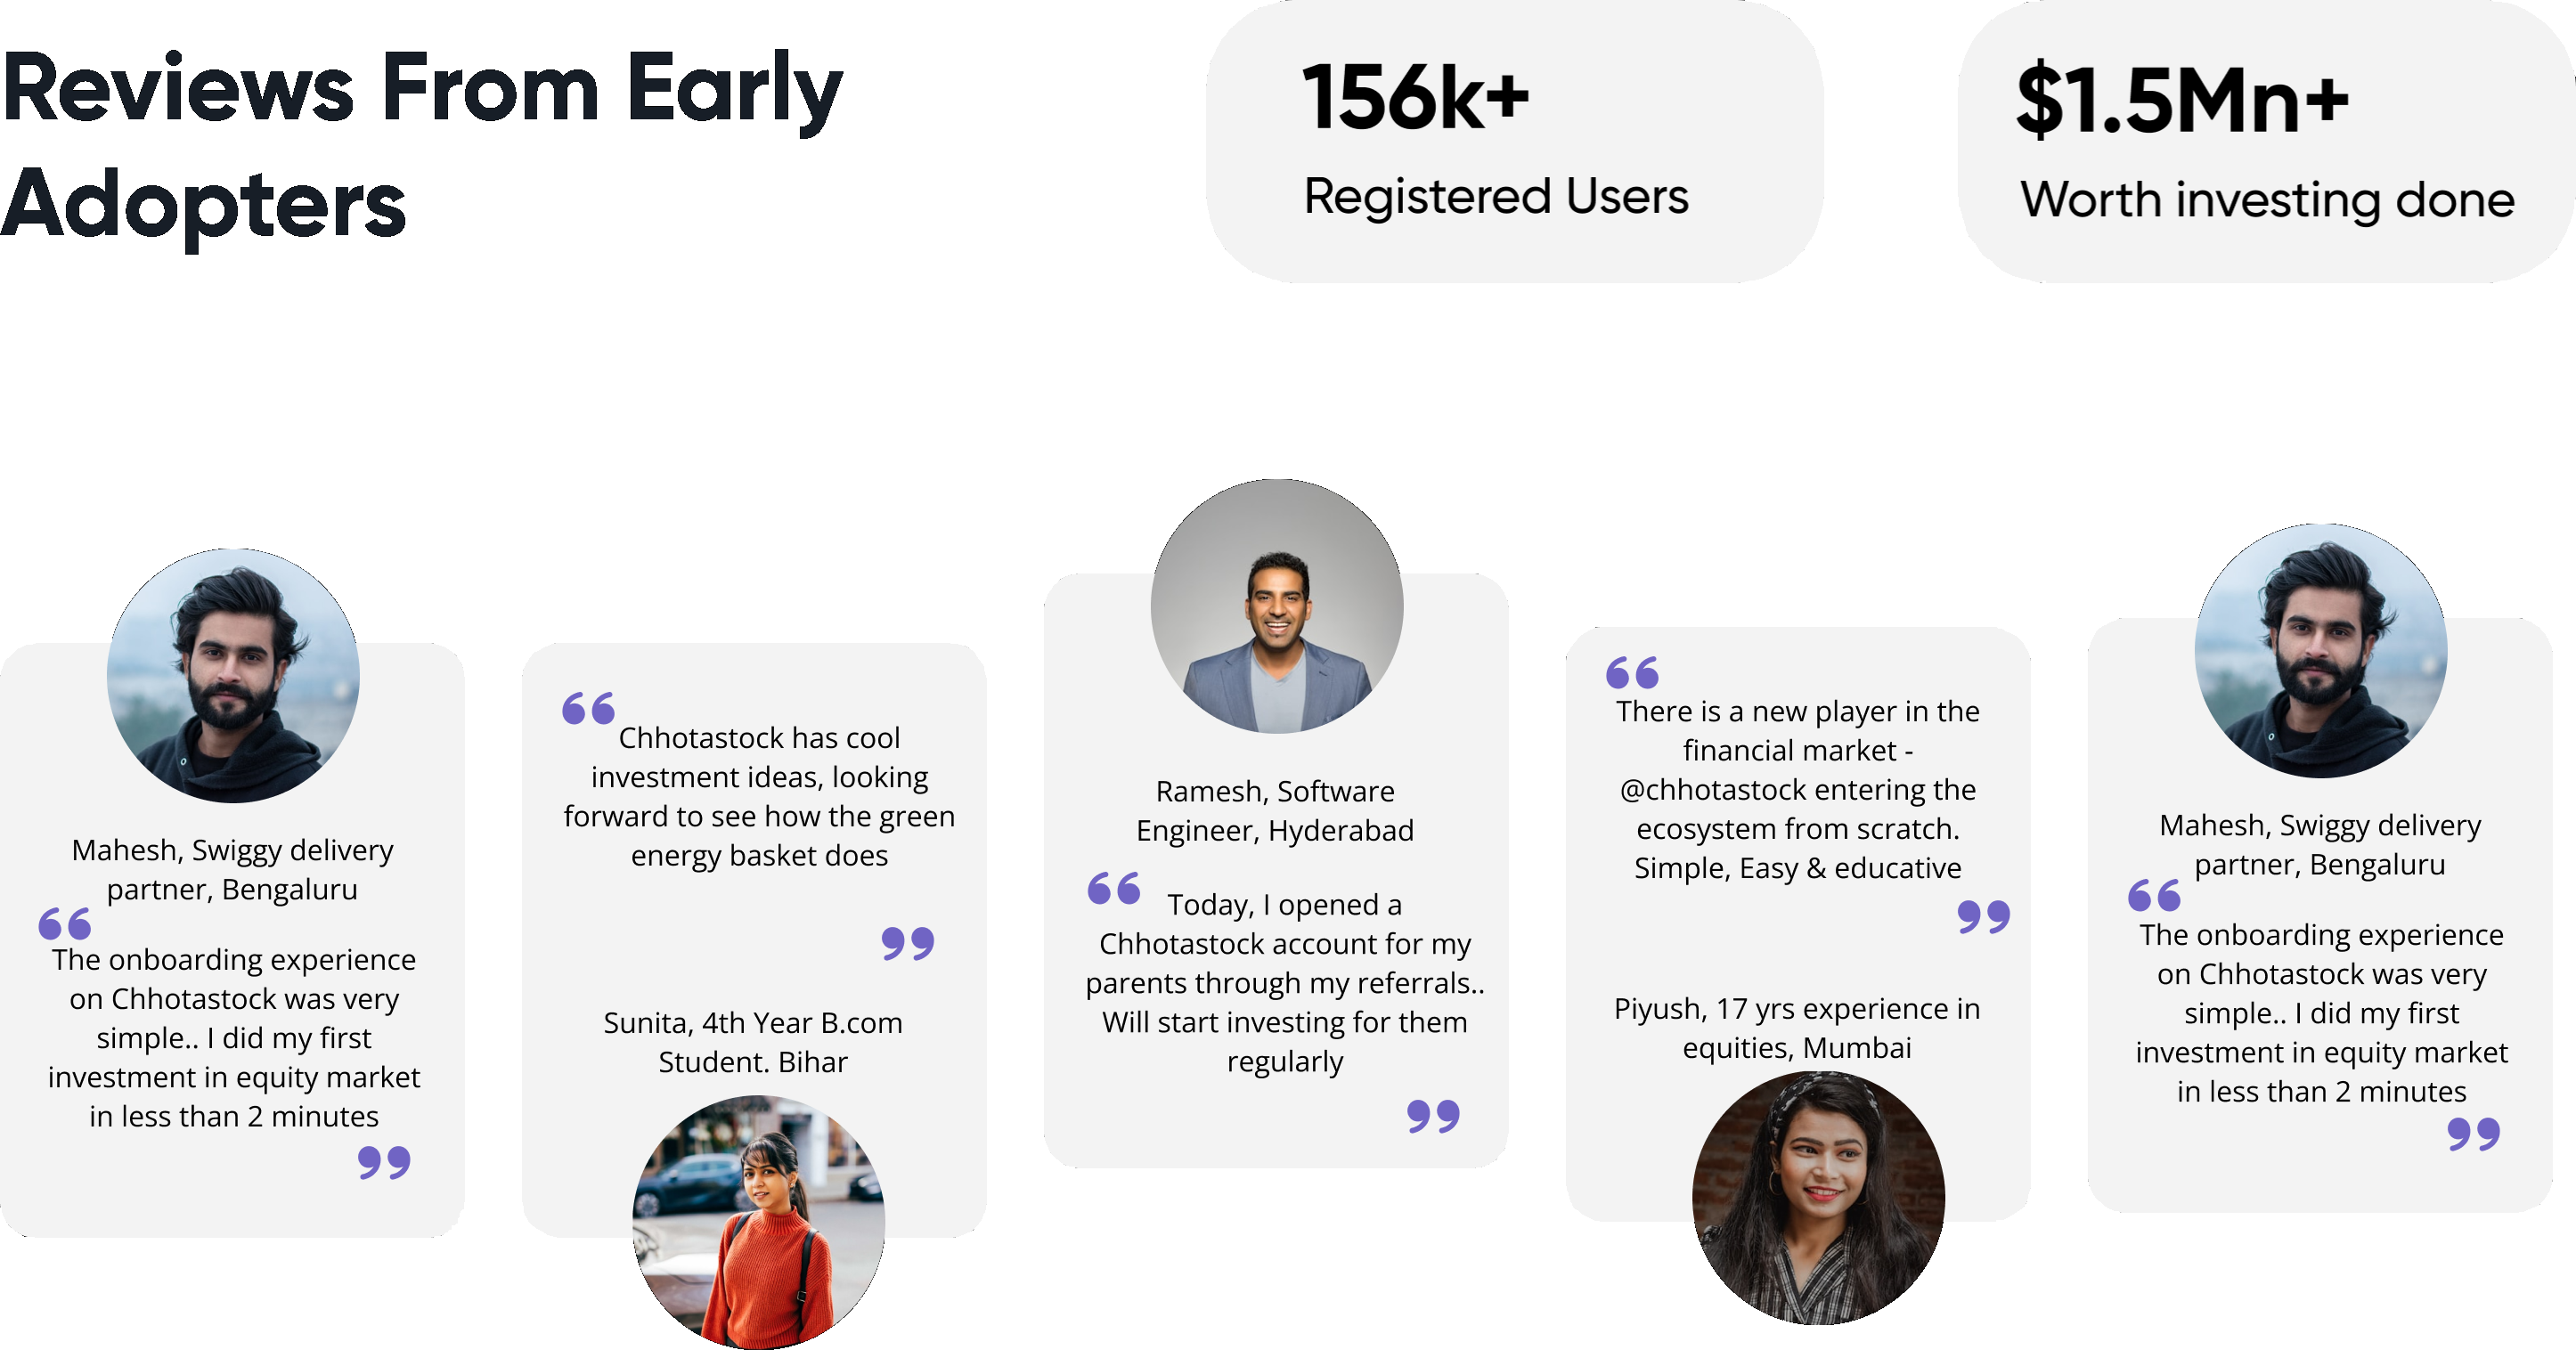 Reviews From Early
Adopters
156k+
Registered Users
$1.5Mn+
Worth investing done
Mahesh, Swiggy delivery
partner, Bengaluru
“
The onboarding experience
on Chhotastock was very
simple.. I did my first
investment in equity market
in less than 2 minutes
”
“
Chhotastock has cool
investment ideas, looking
forward to see how the green
energy basket does
”
Sunita, 4th Year B.com
Student. Bihar
Ramesh, Software
Engineer, Hyderabad
“
Today, I opened a
Chhotastock account for my
parents through my referrals..
Will start investing for them
regularly
”
“
There is a new player in the
financial market -
@chhotastock entering the
ecosystem from scratch.
Simple, Easy & educative
”
Piyush, 17 yrs experience in
equities, Mumbai
Mahesh, Swiggy delivery
partner, Bengaluru
“
The onboarding experience
on Chhotastock was very
simple.. I did my first
investment in equity market
in less than 2 minutes
”